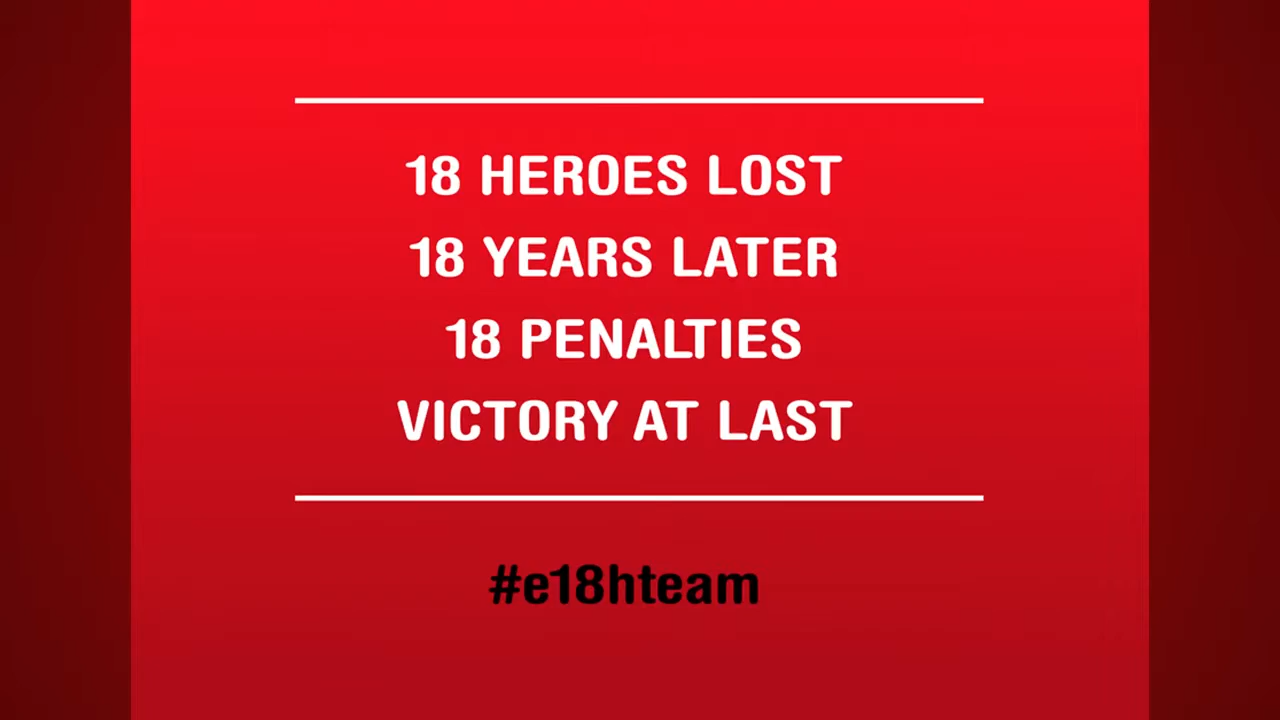 18 HEROES LOST
18 YEARS LATER
18 PENALTIES
VICTORY AT LAST
#e18hteam